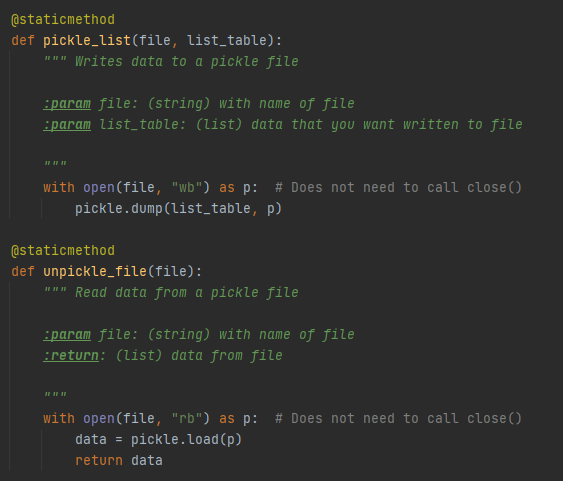 @staticmethod
def pickle_list(file, list_table):
    """ Writes data to a pickle file

    :param file: (string) with name of file
    :param list_table: (list) data that you want written to file

    """
    with open(file, "wb") as p:  # Does not need to call close()
        pickle.dump(list_table, p)

@staticmethod
def unpickle_file(file):
    """ Read data from a pickle file

    :param file: (string) with name of file
    :return: (list) data from file

    """
    with open(file, "rb") as p:  # Does not need to call close()
        data = pickle.load(p)
        return data